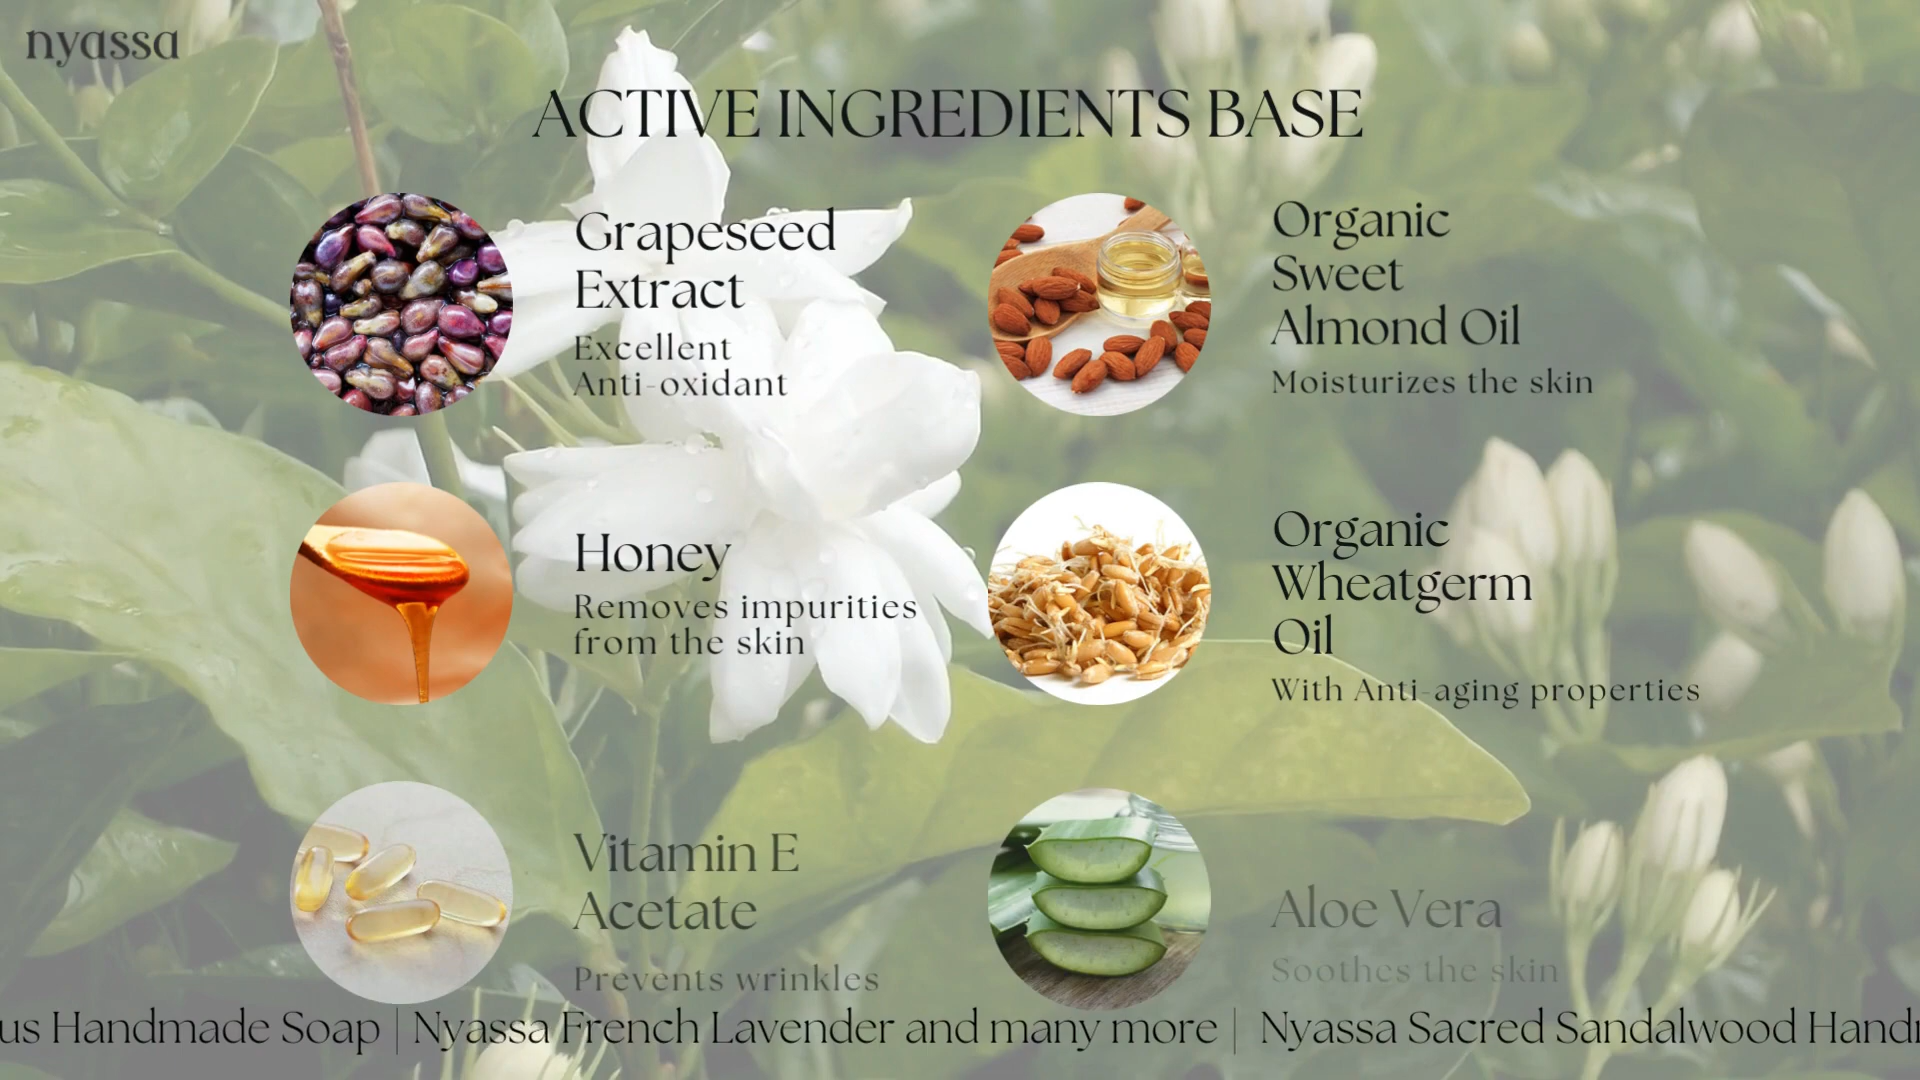 nyassa
ACTIVE INGREDIENTS BASE
Grapeseed
Extract
Excellent
Anti-oxidant
Organic
Sweet
Almond Oil
Moisturizes the skin
Honey
Removes impurities
from the skin
Organic
Wheatgerm
Oil
With Anti-aging properties
Vitamin E
Acetate
Prevents wrinkles
Aloe Vera
Soothes the skin
Handmade Soap | Nyassa French Lavender and many more | Nyassa Sacred Sandalwood